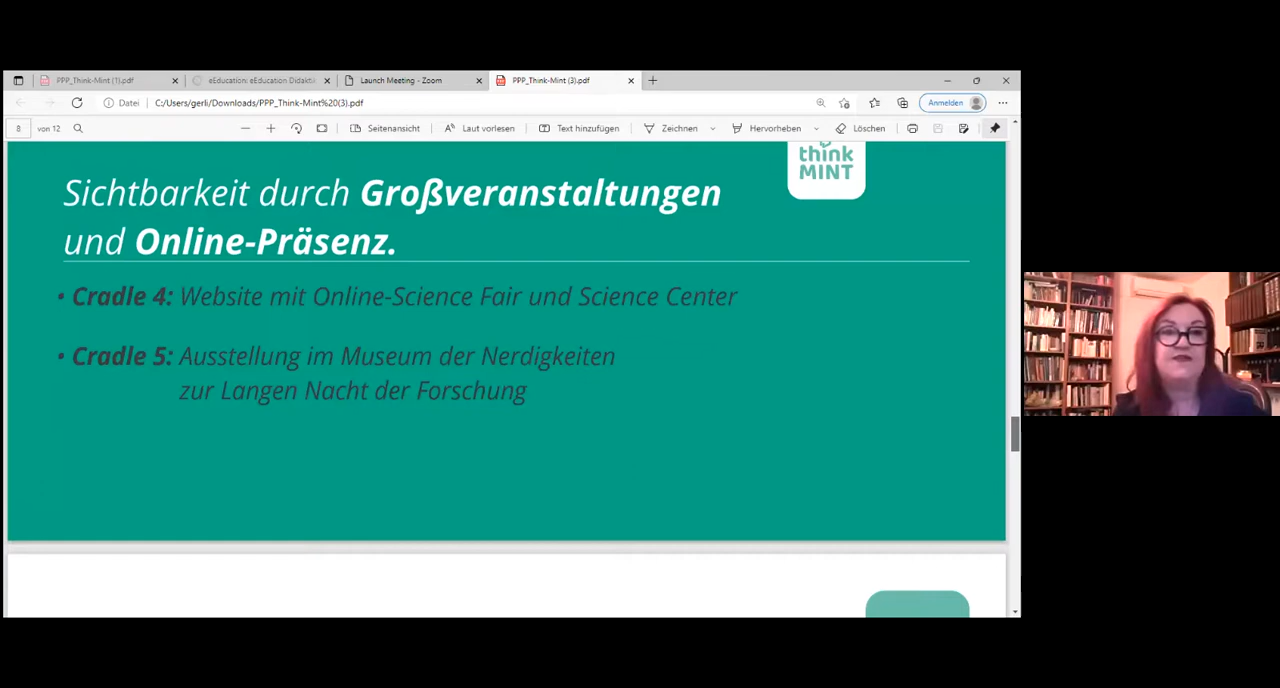 PPP_Think-Mint (1).pdf
eEducation: eEducation Didaktik
Launch Meeting - Zoom
PPP_Think-Mint (3).pdf
Datei
C:/Users/gerli/Downloads/PPP_Think-Mint%20(3).pdf
Anmelden
8 von 12
Seitenansicht
Laut vorlesen
Text hinzufügen
Zeichnen
Hervorheben
Löschen
think
MINT
Sichtbarkeit durch Großveranstaltungen
und Online-Präsenz.
• Cradle 4: Website mit Online-Science Fair und Science Center
• Cradle 5: Ausstellung im Museum der Nerdigkeiten
zur Langen Nacht der Forschung